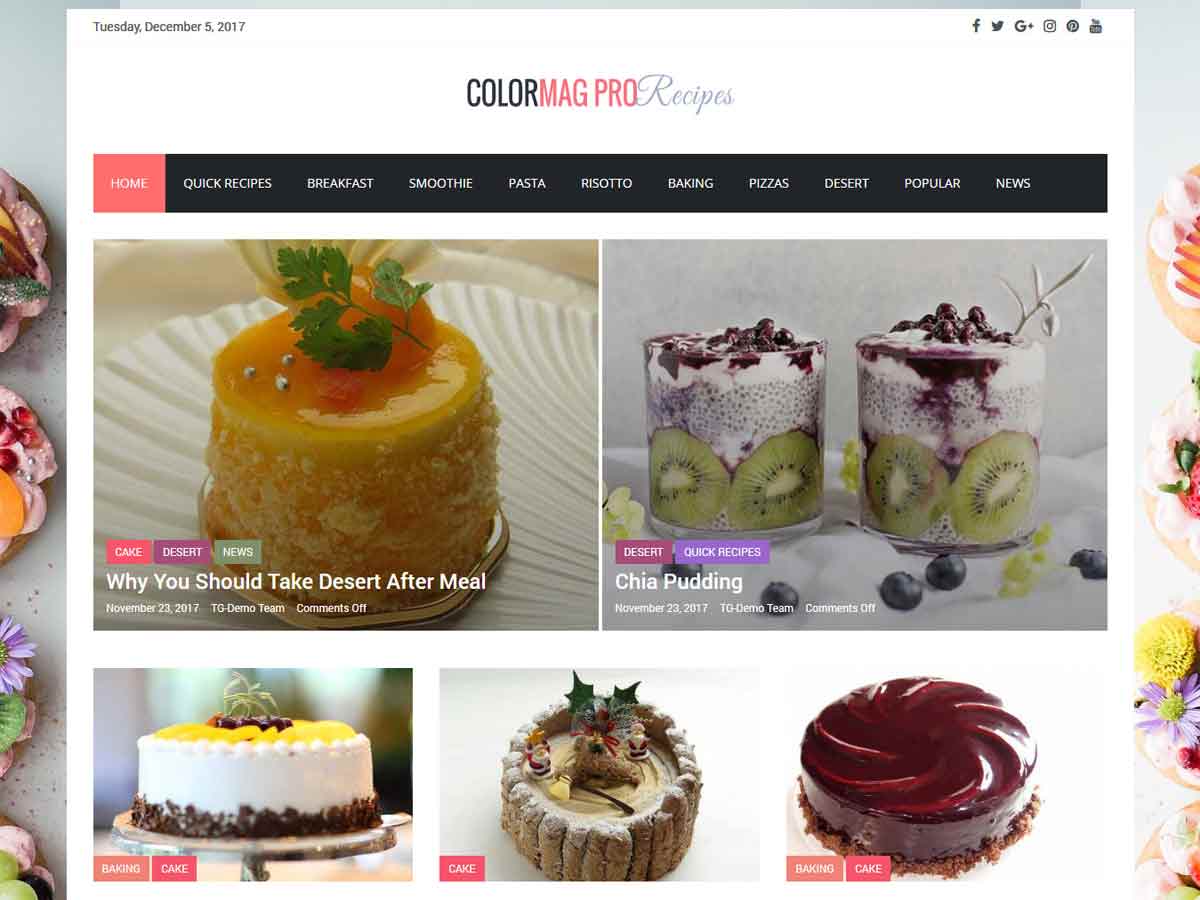 Tuesday, December 5, 2017
COLORMAG PRO Recipes
HOME QUICK RECIPES BREAKFAST SMOOTHIE PASTA RISOTTO BAKING PIZZAS DESERT POPULAR NEWS
CAKE DESERT NEWS
Why You Should Take Desert After Meal
November 23, 2017 TG-Demo Team Comments Off
DESERT QUICK RECIPES
Chia Pudding
November 23, 2017 TG-Demo Team Comments Off
BAKING CAKE
CAKE
BAKING CAKE